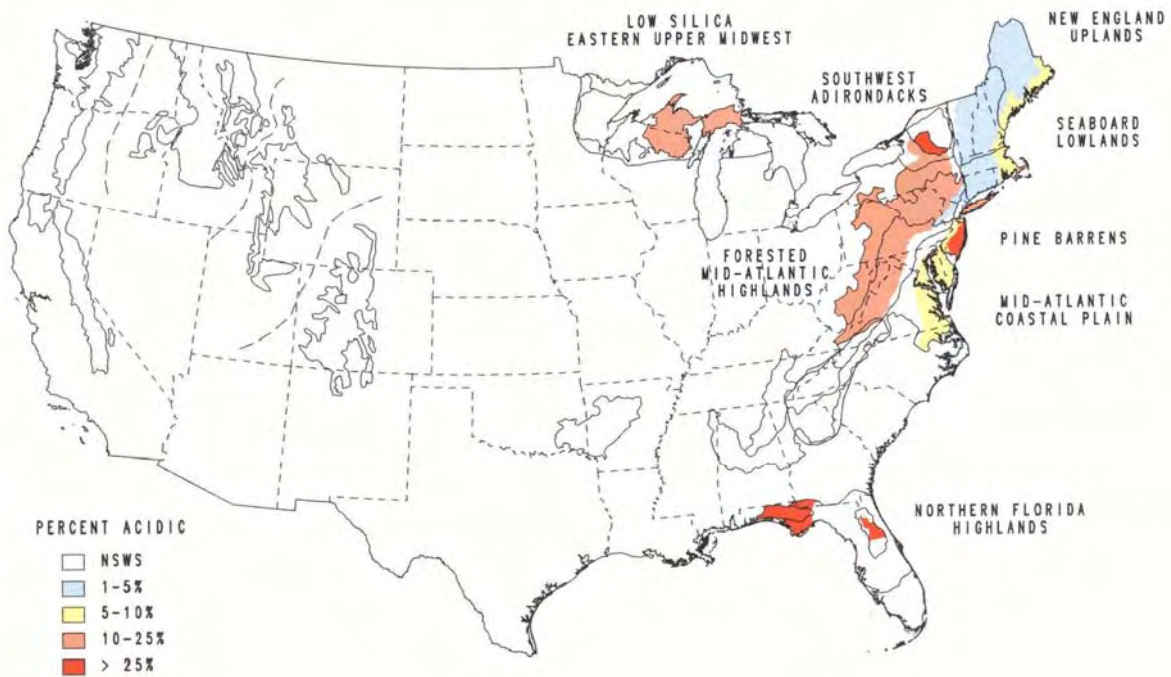 LOW SILICA
EASTERN UPPER MIDWEST
NEW ENGLAND
UPLANDS
SOUTHWEST
ADIRONDACKS
SEABOARD
LOWLANDS
PINE BARRENS
FORESTED
MID-ATLANTIC
HIGHLANDS
MID-ATLANTIC
COASTAL PLAIN
NORTHERN FLORIDA
HIGHLANDS
PERCENT ACIDIC
NSWS
1-5%
5-10%
10-25%
> 25%